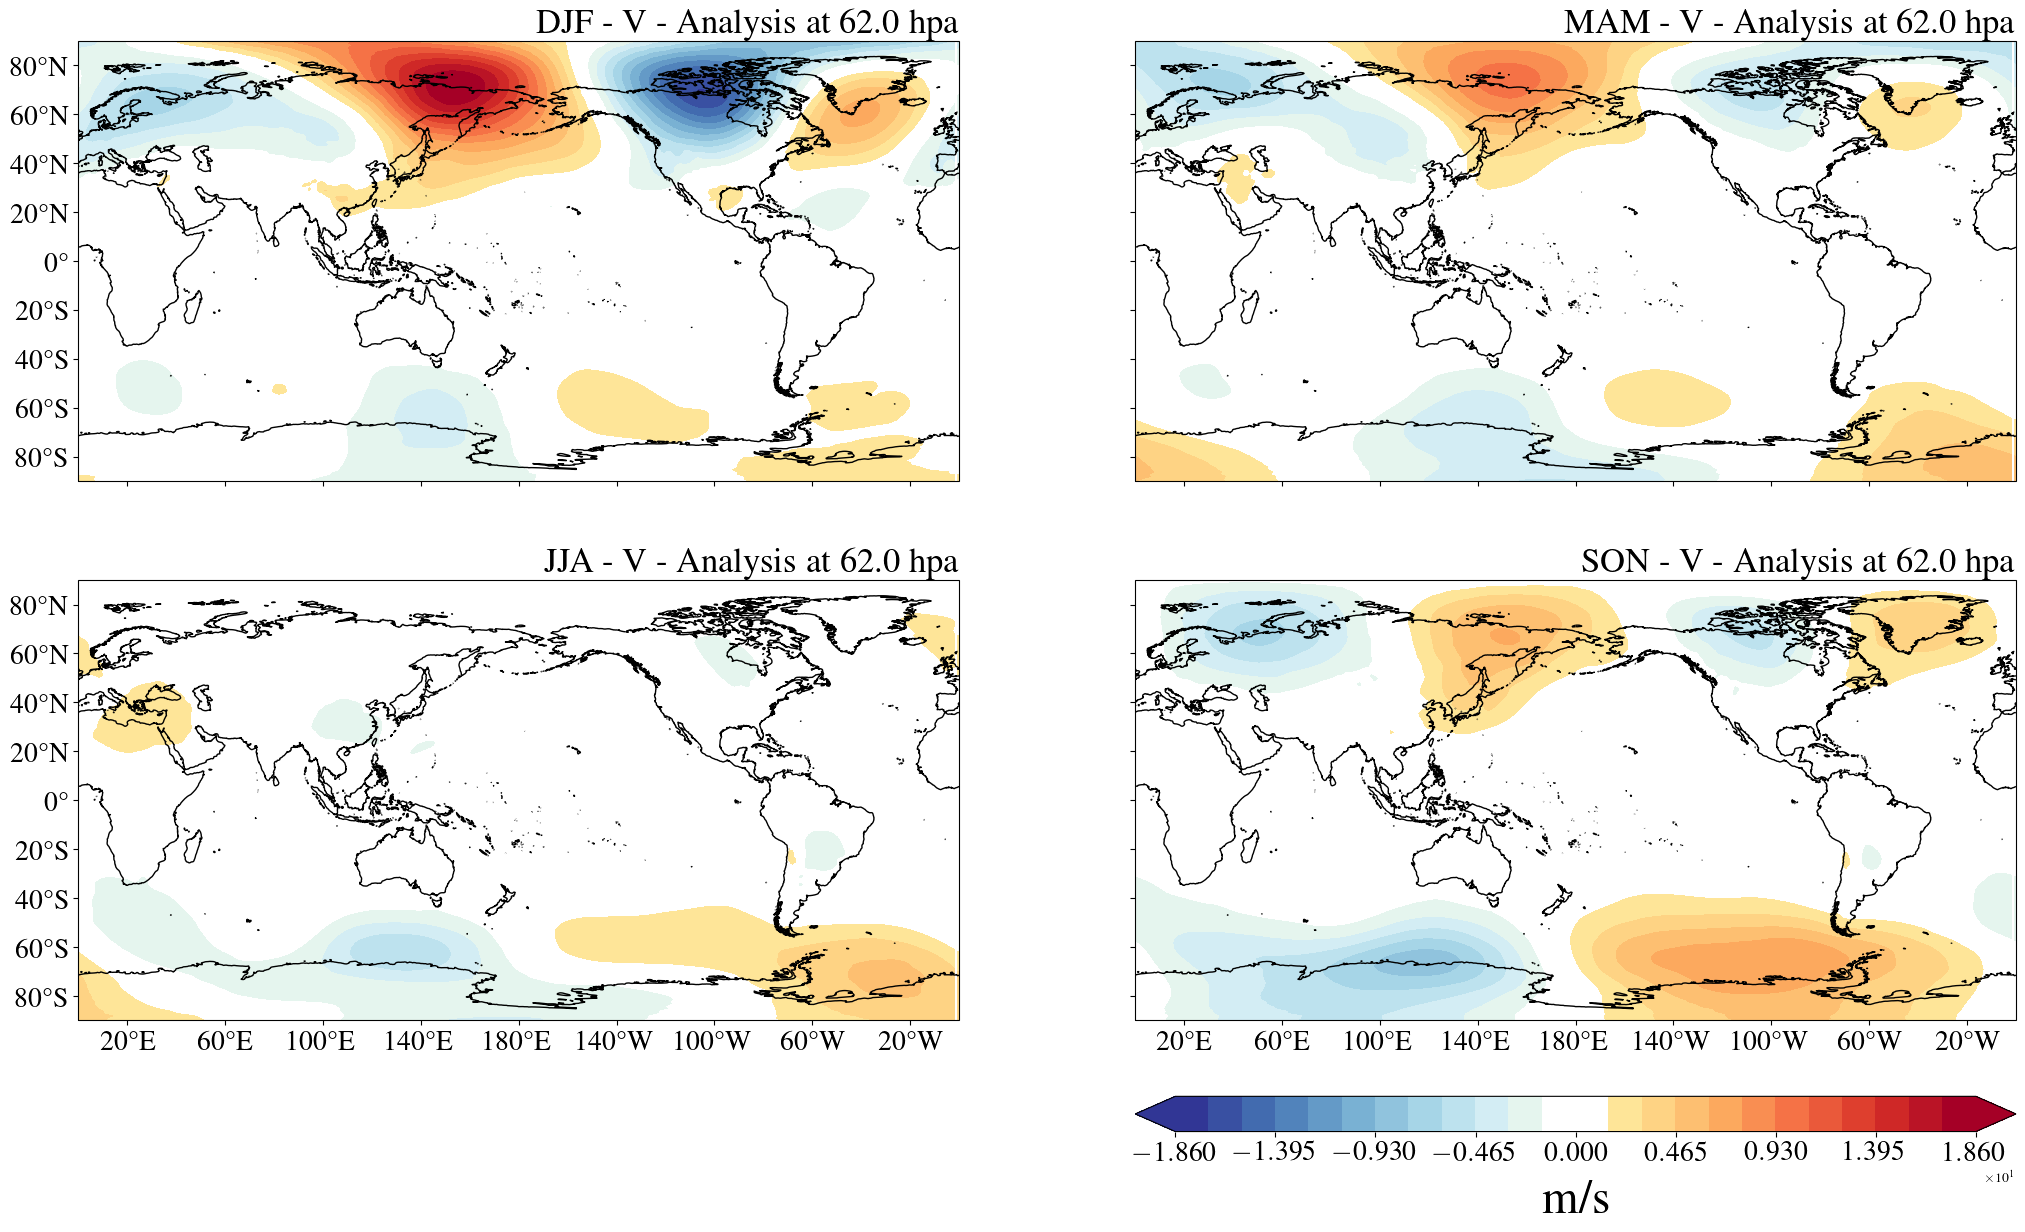 DJF - V - Analysis at 62.0 hpa
MAM - V - Analysis at 62.0 hpa
80°N
60°N
40°N
20°N
0°
20°S
40°S
60°S
80°S
JJA - V - Analysis at 62.0 hpa
SON - V - Analysis at 62.0 hpa
80°N
60°N
40°N
20°N
0°
20°S
40°S
60°S
80°S
20°E 60°E 100°E 140°E 180°E 140°W 100°W 60°W 20°W
20°E 60°E 100°E 140°E 180°E 140°W 100°W 60°W 20°W
−1.860 −1.395 −0.930 −0.465 0.000 0.465 0.930 1.395 1.860
×10¹
m/s